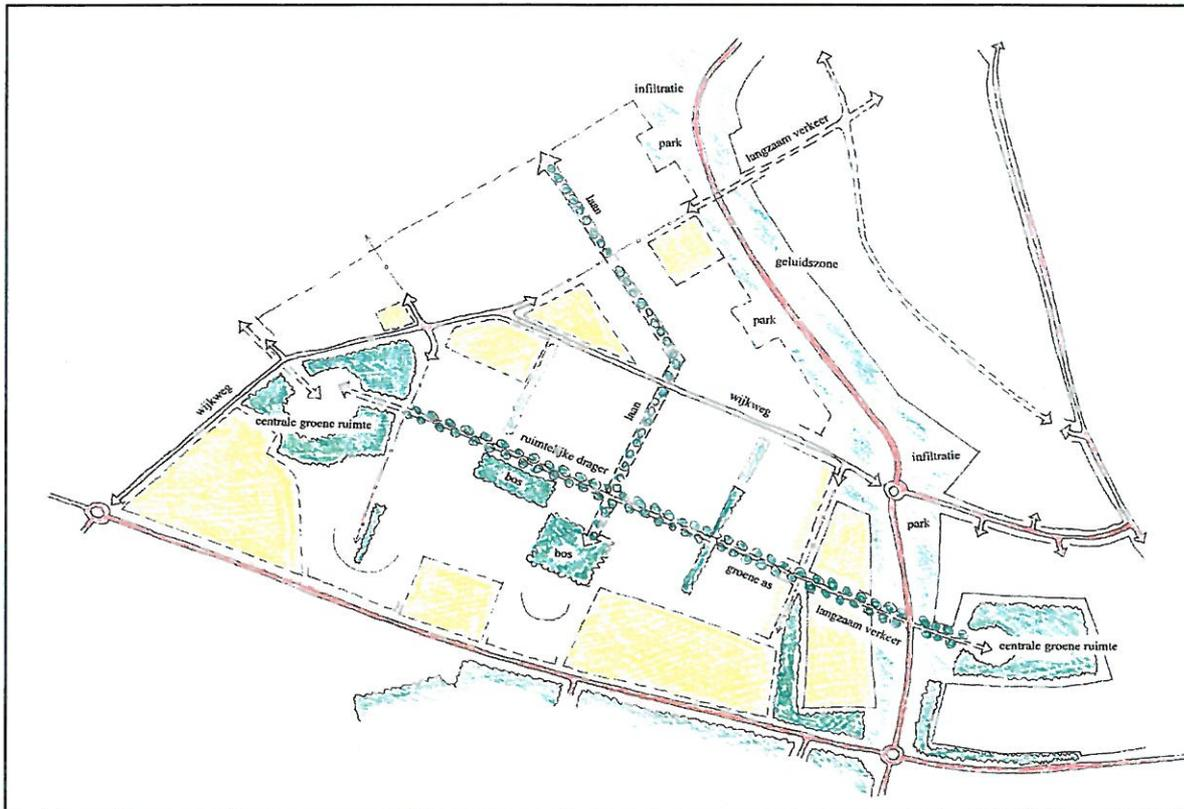 infiltratie
park
langzaam verkeer
laan
geluidszone
park
wijkweg
laan
wijkweg
centrale groene ruimte
ruimtelijke drager
bos
infiltratie
park
bos
groene as
langzaam verkeer
centrale groene ruimte